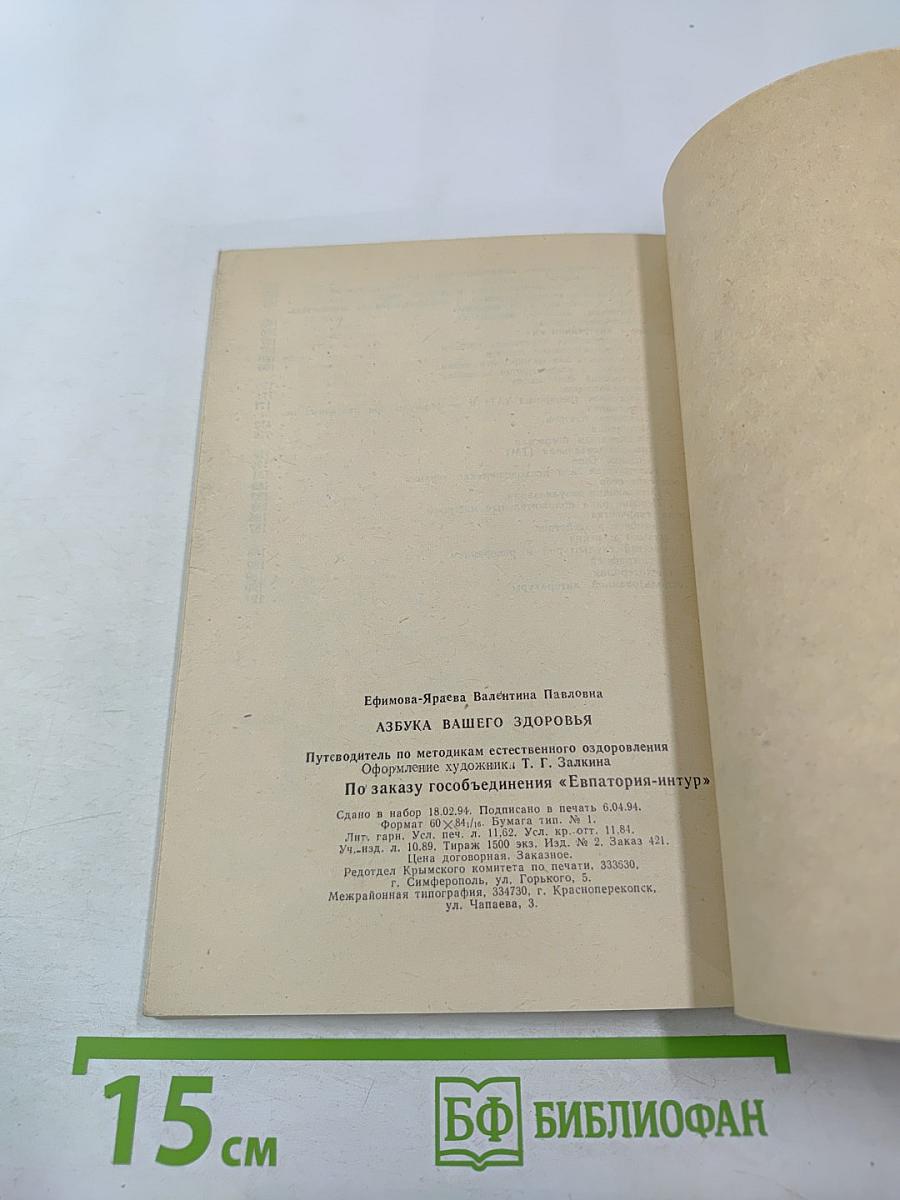 Ефимова-Яраева Валентина Павловна
АЗБУКА ВАШЕГО ЗДОРОВЬЯ
Путеводитель по методикам естественного оздоровления
Оформление художника Т. Г. Залкина
По заказу гособъединения «Евпатория-интур»
Сдано в набор 18.02.94. Подписано в печать 6.04.94.
Формат 60×84₁/₁₆. Бумага тип. № 1.
Лит. гарн. Усл. печ. л. 11,62. Усл. кр.-отт. 11,84.
Уч.-изд. л. 10.89. Тираж 1500 экз. Изд. № 2. Заказ 421.
Цена договорная. Заказное.
Редотдел Крымского комитета по печати, 333630,
г. Симферополь, ул. Горького, 5.
Межрайонная типография, 334730, г. Красноперекопск,
ул. Чапаева, 3.
15 см
БФ БИБЛИОФАН